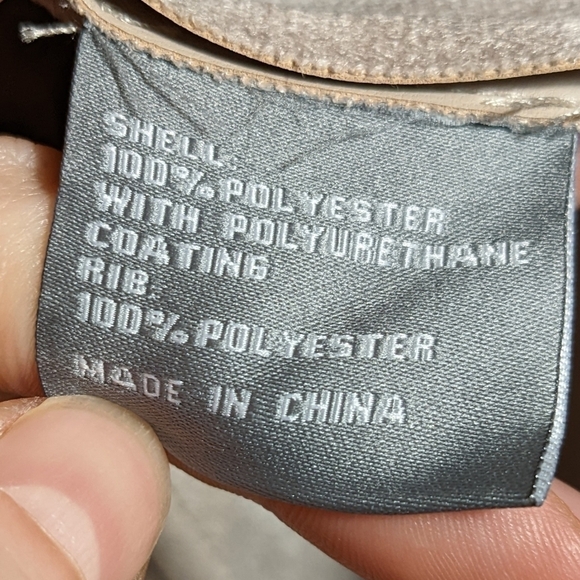 SHELL:
100% POLYESTER
WITH POLYURETHANE
COATING
RIB:
100% POLYESTER
MADE IN CHINA